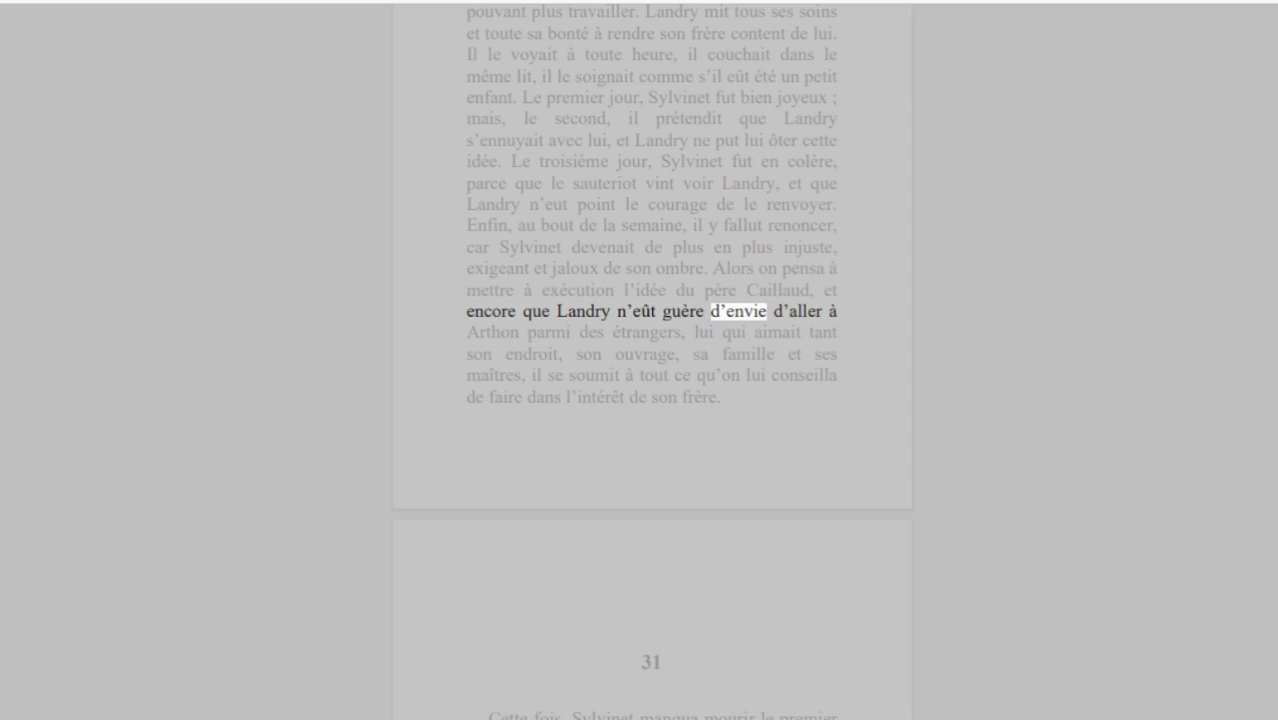 pouvant plus travailler. Landry mit tous ses soins
et toute sa bonté à rendre son frère content de lui.
Il le voyait à toute heure, il couchait dans le
même lit, il le soignait comme s’il eût été un petit
enfant. Le premier jour, Sylvinet fut bien joyeux ;
mais, le second, il prétendit que Landry
s’ennuyait avec lui, et Landry ne put lui ôter cette
idée. Le troisième jour, Sylvinet fut en colère,
parce que le sauteriot vint voir Landry, et que
Landry n’eut point le courage de le renvoyer.
Enfin, au bout de la semaine, il y fallut renoncer,
car Sylvinet devenait de plus en plus injuste,
exigeant et jaloux de son ombre. Alors on pensa à
mettre à exécution l’idée du père Caillaud, et
encore que Landry n’eût guère d’envie d’aller à
Arthon parmi des étrangers, lui qui aimait tant
son endroit, son ouvrage, sa famille et ses
maîtres, il se soumit à tout ce qu’on lui conseilla
de faire dans l’intérêt de son frère.
31
Cette fois, Sylvinet manqua mourir le premier